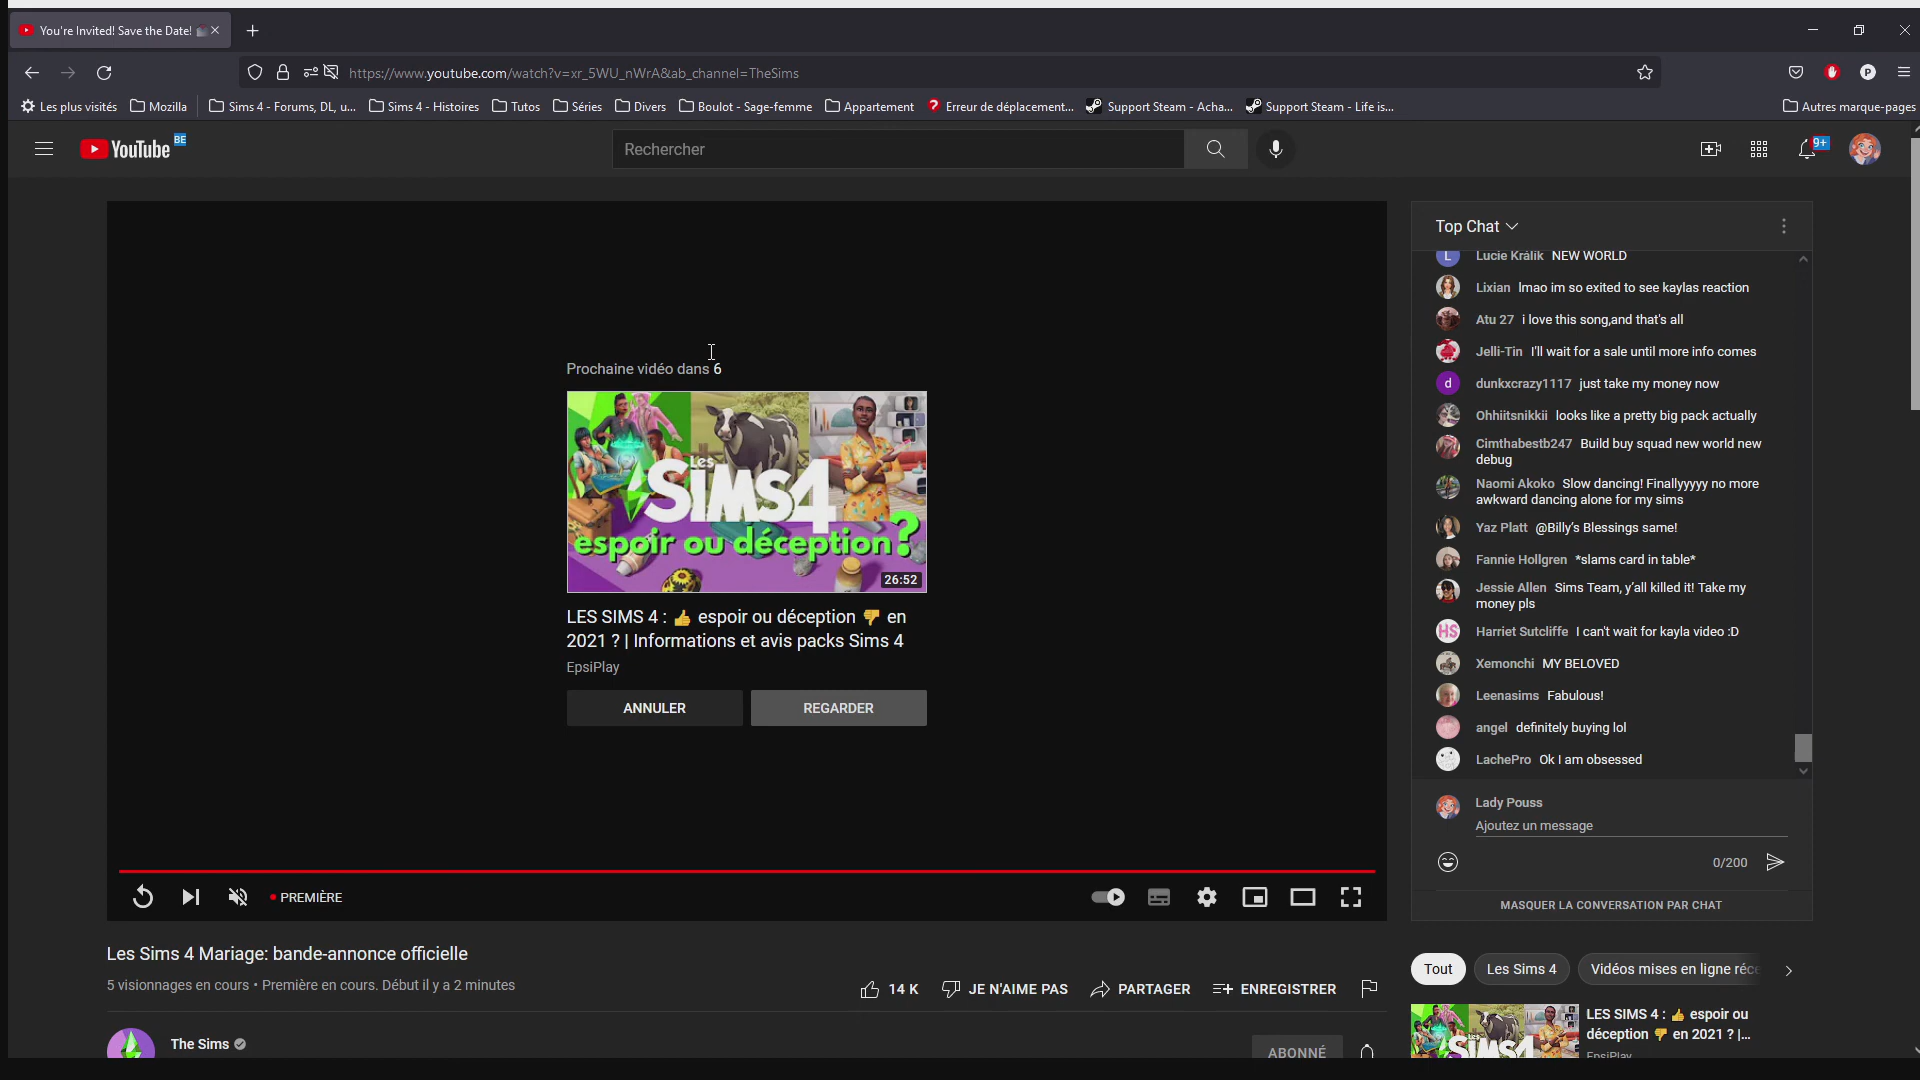 You're Invited! Save the Date!
https://www.youtube.com/watch?v=xr_5WU_nWrA&ab_channel=TheSims
P
Les plus visités
Mozilla
Sims 4 - Forums, DL, u...
Sims 4 - Histoires
Tutos
Séries
Divers
Boulot - Sage-femme
Appartement
Erreur de déplacement...
Support Steam - Acha...
Support Steam - Life is...
Autres marque-pages
YouTube BE
Rechercher
9+
Prochaine vidéo dans 6
Les
SIMS4
espoir ou déception?
26:52
LES SIMS 4 : 👍 espoir ou déception 👎 en
2021 ? | Informations et avis packs Sims 4
EpsiPlay
ANNULER
REGARDER
PREMIÈRE
Les Sims 4 Mariage: bande-annonce officielle
5 visionnages en cours • Première en cours. Début il y a 2 minutes
14 K
JE N'AIME PAS
PARTAGER
ENREGISTRER
The Sims
ABONNÉ
Top Chat
L
Lucie Králik NEW WORLD
Lixian lmao im so exited to see kaylas reaction
Atu 27 i love this song,and that's all
Jelli-Tin I'll wait for a sale until more info comes
d
dunkxcrazy1117 just take my money now
Ohhiitsnikkii looks like a pretty big pack actually
Cimthabestb247 Build buy squad new world new
debug
Naomi Akoko Slow dancing! Finallyyyyy no more
awkward dancing alone for my sims
Yaz Platt @Billy’s Blessings same!
Fannie Hollgren *slams card in table*
Jessie Allen Sims Team, y’all killed it! Take my
money pls
HS
Harriet Sutcliffe I can't wait for kayla video :D
Xemonchi MY BELOVED
Leenasims Fabulous!
angel definitely buying lol
LachePro Ok I am obsessed
Lady Pouss
Ajoutez un message
0/200
MASQUER LA CONVERSATION PAR CHAT
Tout
Les Sims 4
Vidéos mises en ligne réce
Les
SIMS4
LES SIMS 4 : 👍 espoir ou
déception 👎 en 2021 ? |...
EpsiPlay